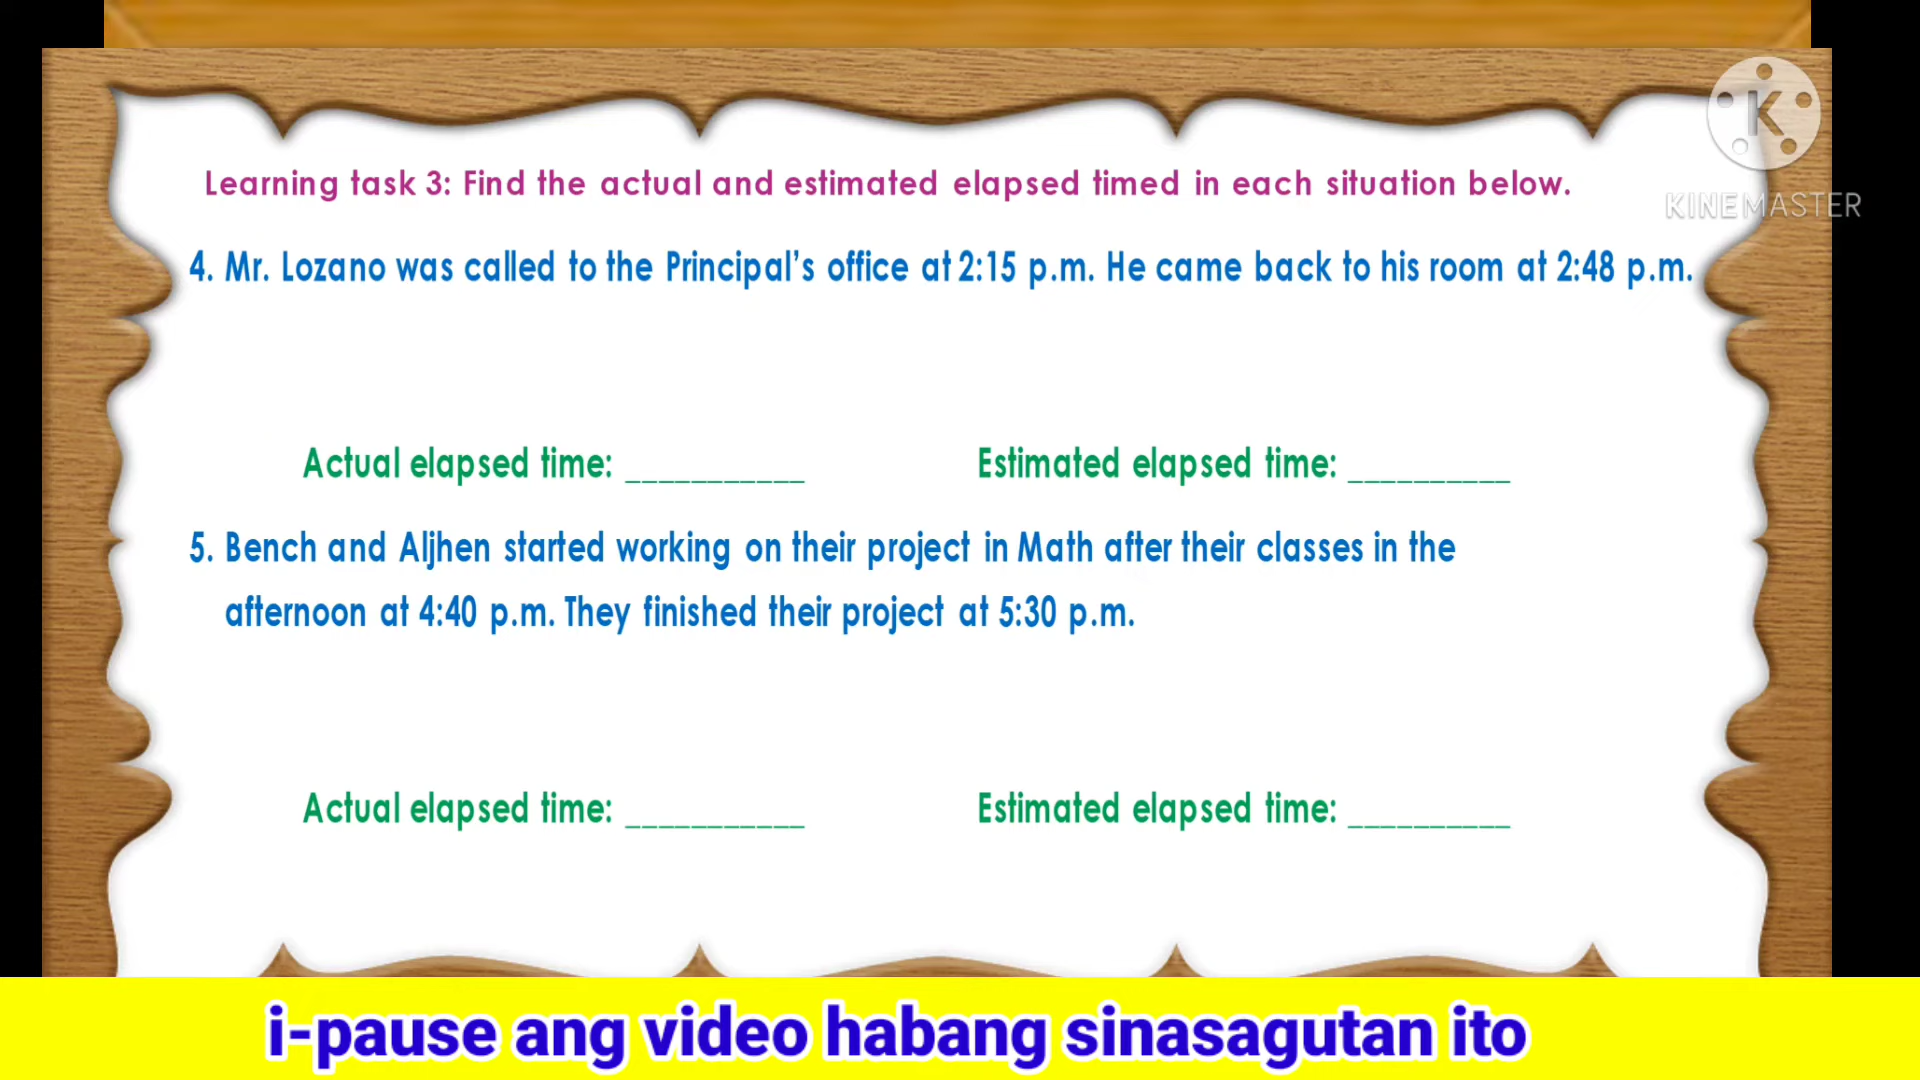 Learning task 3: Find the actual and estimated elapsed timed in each situation below.
K
KINEMASTER
4. Mr. Lozano was called to the Principal’s office at 2:15 p.m. He came back to his room at 2:48 p.m.
Actual elapsed time: ___________ Estimated elapsed time: __________
5. Bench and Aljhen started working on their project in Math after their classes in the
afternoon at 4:40 p.m. They finished their project at 5:30 p.m.
Actual elapsed time: ___________ Estimated elapsed time: __________
i-pause ang video habang sinasagutan ito